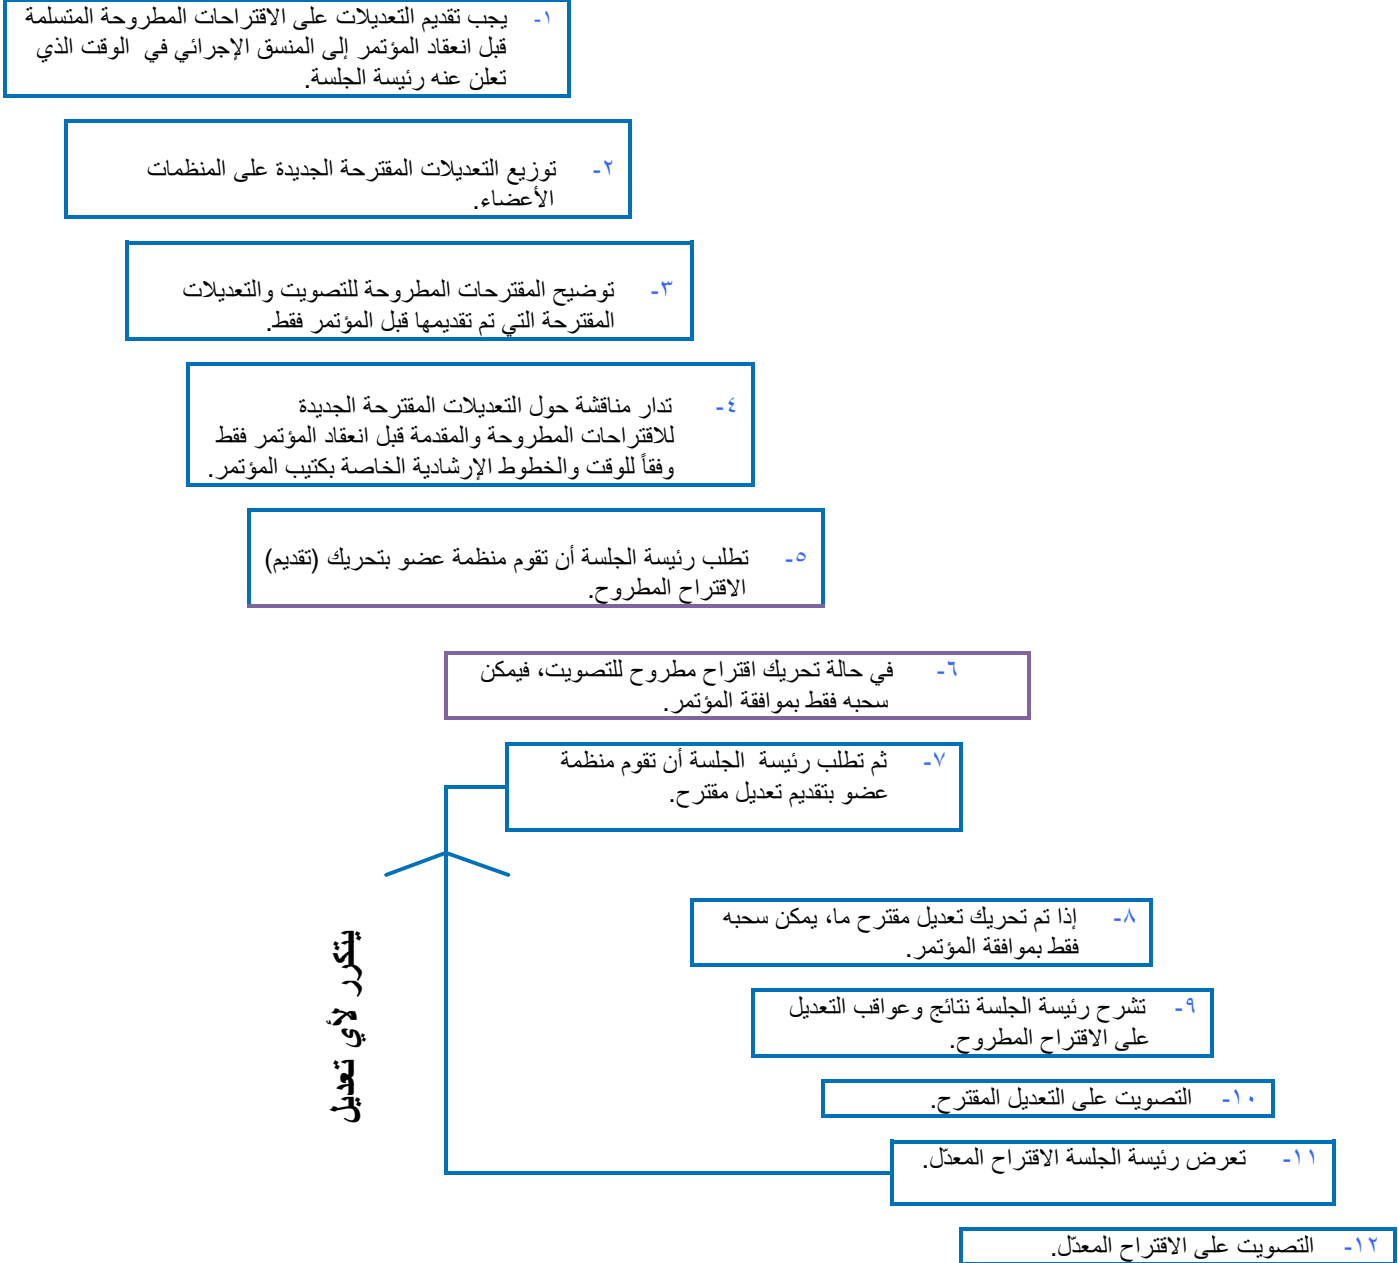 ١- يجب تقديم التعديلات على الاقتراحات المطروحة المتسلمة
قبل انعقاد المؤتمر إلى المنسق الإجرائي في الوقت الذي
تعلن عنه رئيسة الجلسة.
٢- توزيع التعديلات المقترحة الجديدة على المنظمات
الأعضاء.
٣- توضيح المقترحات المطروحة للتصويت والتعديلات
المقترحة التي تم تقديمها قبل المؤتمر فقط.
٤- تدار مناقشة حول التعديلات المقترحة الجديدة
للاقتراحات المطروحة والمقدمة قبل انعقاد المؤتمر فقط
وفقاً للوقت والخطوط الإرشادية الخاصة بكتيب المؤتمر.
٥- تطلب رئيسة الجلسة أن تقوم منظمة عضو بتحريك (تقديم)
الاقتراح المطروح.
٦- في حالة تحريك اقتراح مطروح للتصويت، فيمكن
سحبه فقط بموافقة المؤتمر.
٧- ثم تطلب رئيسة الجلسة أن تقوم منظمة
عضو بتقديم تعديل مقترح.
يتكرر لأي تعديل
٨- إذا تم تحريك تعديل مقترح ما، يمكن سحبه
فقط بموافقة المؤتمر.
٩- تشرح رئيسة الجلسة نتائج وعواقب التعديل
على الاقتراح المطروح.
١٠- التصويت على التعديل المقترح.
١١- تعرض رئيسة الجلسة الاقتراح المعدّل.
١٢- التصويت على الاقتراح المعدّل.